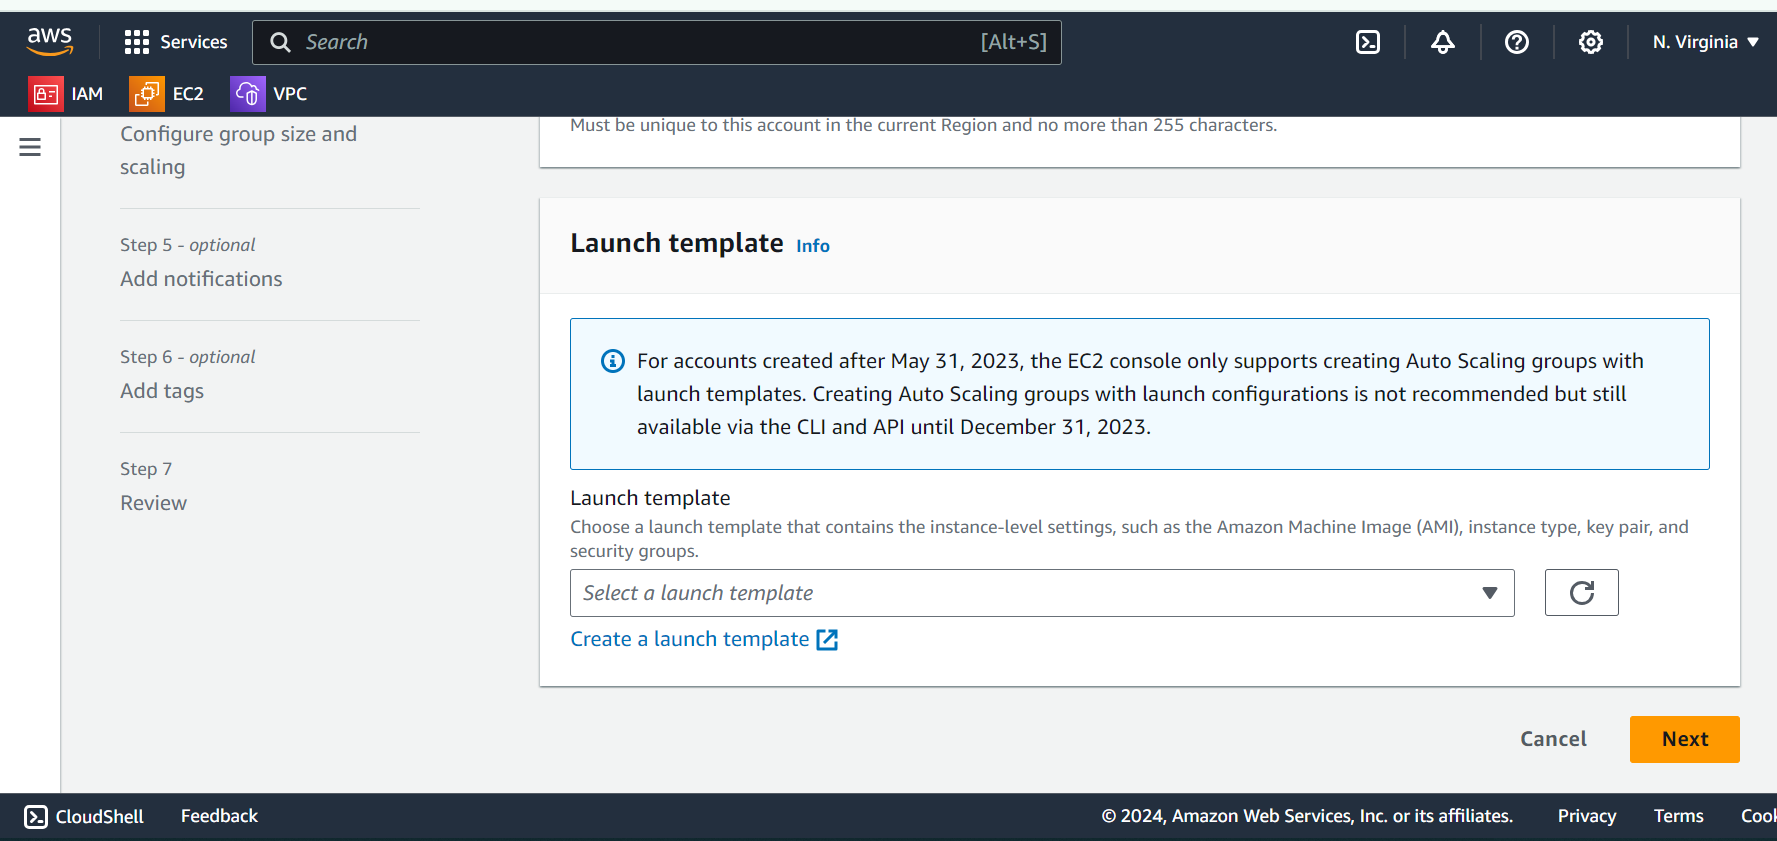 aws
Services
Search
[Alt+S]
N. Virginia
IAM
EC2
VPC
Configure group size and
scaling
Step 5 - optional
Add notifications
Step 6 - optional
Add tags
Step 7
Review
Must be unique to this account in the current Region and no more than 255 characters.
Launch template Info
For accounts created after May 31, 2023, the EC2 console only supports creating Auto Scaling groups with
launch templates. Creating Auto Scaling groups with launch configurations is not recommended but still
available via the CLI and API until December 31, 2023.
Launch template
Choose a launch template that contains the instance-level settings, such as the Amazon Machine Image (AMI), instance type, key pair, and
security groups.
Select a launch template
Create a launch template
Cancel
Next
CloudShell
Feedback
© 2024, Amazon Web Services, Inc. or its affiliates.
Privacy
Terms